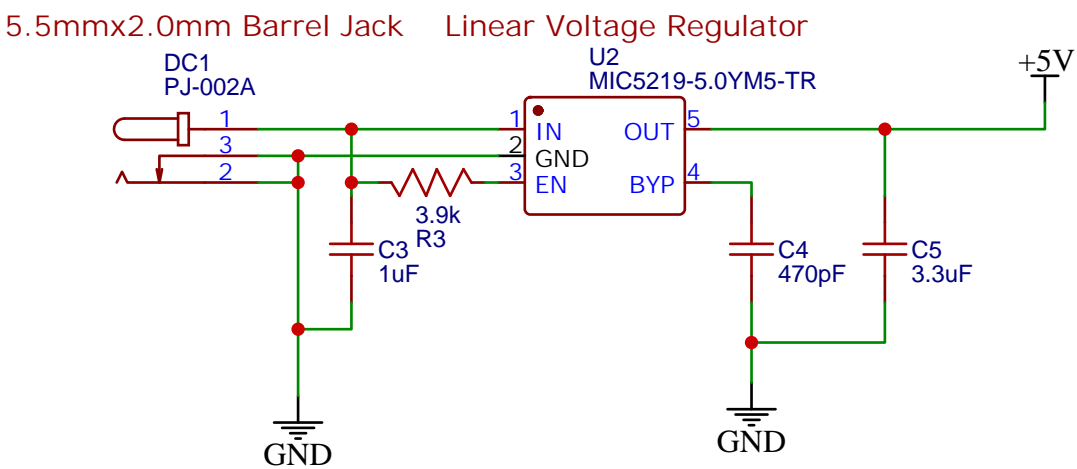 5.5mmx2.0mm Barrel Jack Linear Voltage Regulator
DC1
PJ-002A
U2
MIC5219-5.0YM5-TR
+5V
1
3
2
1
2
3
IN
GND
EN
OUT
BYP
5
4
3.9k
R3
C3
1uF
C4
470pF
C5
3.3uF
GND
GND